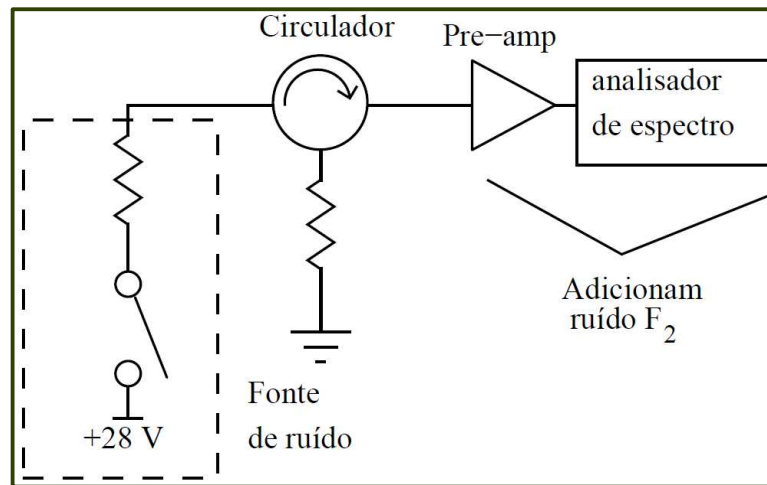 Circulador
Pre-amp
analisador
de espectro
Adicionam
ruído F2
Fonte
de ruído
+28 V